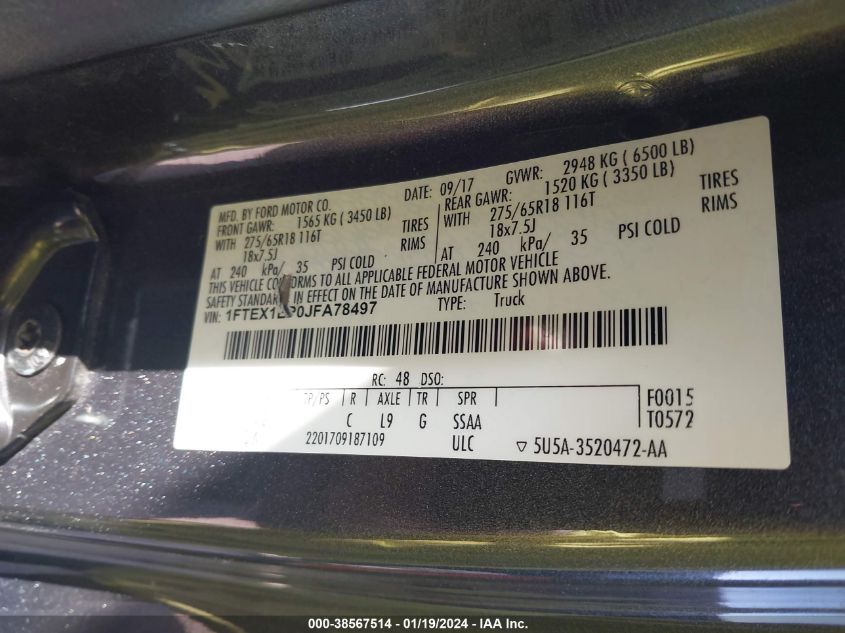 MFD. BY FORD MOTOR CO.
DATE: 09/17 GVWR: 2948 KG ( 6500 LB)
FRONT GAWR: 1565 KG ( 3450 LB)
REAR GAWR: 1520 KG ( 3350 LB)
WITH 275/65R18 116T TIRES
WITH 275/65R18 116T TIRES
18x7.5J RIMS
18x7.5J RIMS
AT 240 kPa/ 35 PSI COLD
AT 240 kPa/ 35 PSI COLD
THIS VEHICLE CONFORMS TO ALL APPLICABLE FEDERAL MOTOR VEHICLE
SAFETY STANDARDS IN EFFECT ON THE DATE OF MANUFACTURE SHOWN ABOVE.
VIN: TYPE: Truck
RC: 48 DSO:
TP/PS R AXLE TR SPR
C L9 G SSAA
F0015
T0572
2201709187109 ULC ▽ 5U5A-3520472-AA
000-38567514 - 01/19/2024 - IAA Inc.